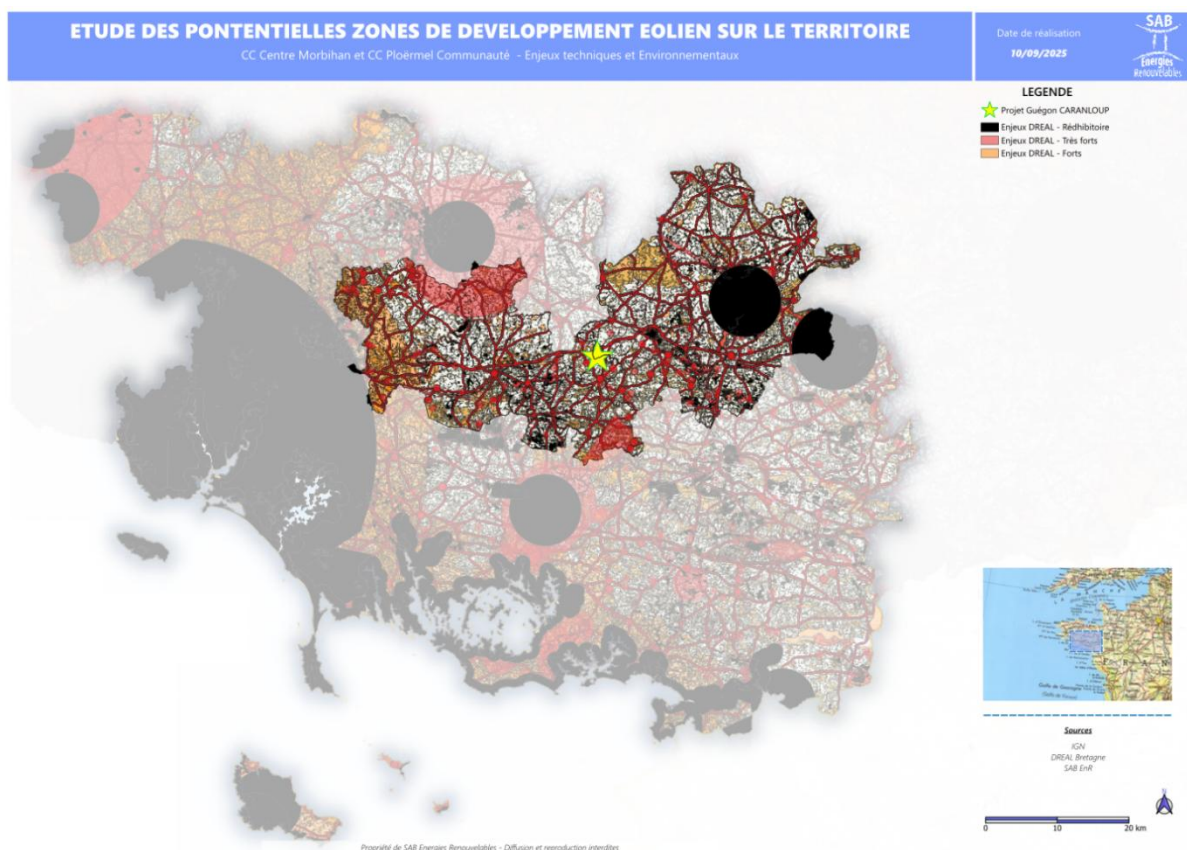 ETUDE DES PONTENTIELLES ZONES DE DEVELOPPEMENT EOLIEN SUR LE TERRITOIRE
CC Centre Morbihan et CC Ploërmel Communauté - Enjeux techniques et Environnementaux
Date de réalisation
10/09/2025
SAB
Energies
Renouvelables
LEGENDE
Projet Guégon CARANLOUP
Enjeux DREAL - Rédhibitoire
Enjeux DREAL - Très forts
Enjeux DREAL - Forts
Golfe de Gascogne
Sources
IGN
DREAL Bretagne
SAB EnR
N
0 10 20 km
Propriété de SAB Energies Renouvelables - Diffusion et reproduction interdites